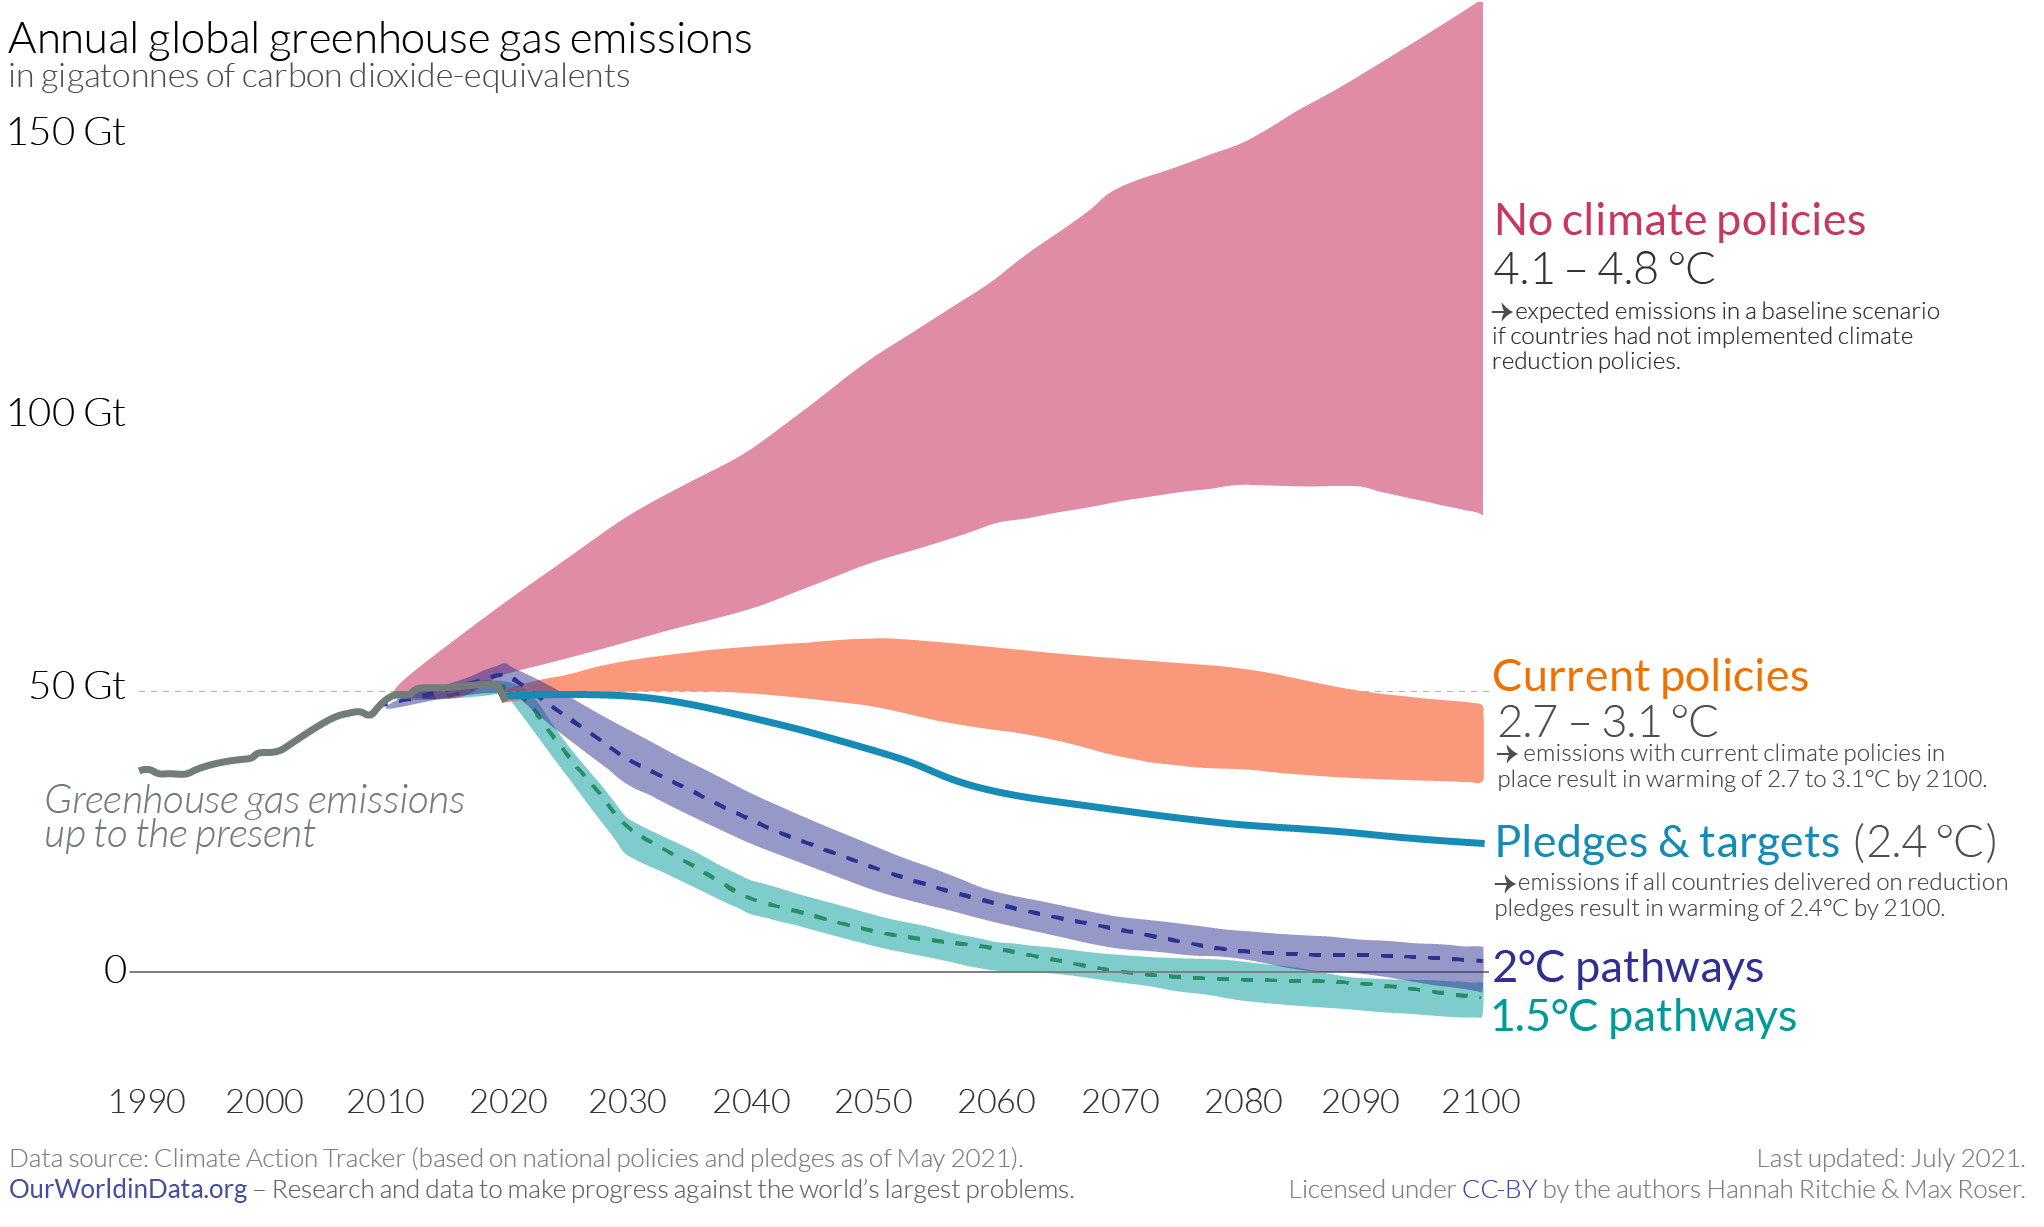 Annual global greenhouse gas emissions
in gigatonnes of carbon dioxide-equivalents
150 Gt
100 Gt
50 Gt
0
Greenhouse gas emissions
up to the present
No climate policies
4.1 – 4.8 °C
→ expected emissions in a baseline scenario
if countries had not implemented climate
reduction policies.
Current policies
2.7 – 3.1 °C
→ emissions with current climate policies in
place result in warming of 2.7 to 3.1°C by 2100.
Pledges & targets (2.4 °C)
→ emissions if all countries delivered on reduction
pledges result in warming of 2.4°C by 2100.
2°C pathways
1.5°C pathways
1990 2000 2010 2020 2030 2040 2050 2060 2070 2080 2090 2100
Data source: Climate Action Tracker (based on national policies and pledges as of May 2021).
Last updated: July 2021.
OurWorldinData.org – Research and data to make progress against the world's largest problems.
Licensed under CC-BY by the authors Hannah Ritchie & Max Roser.